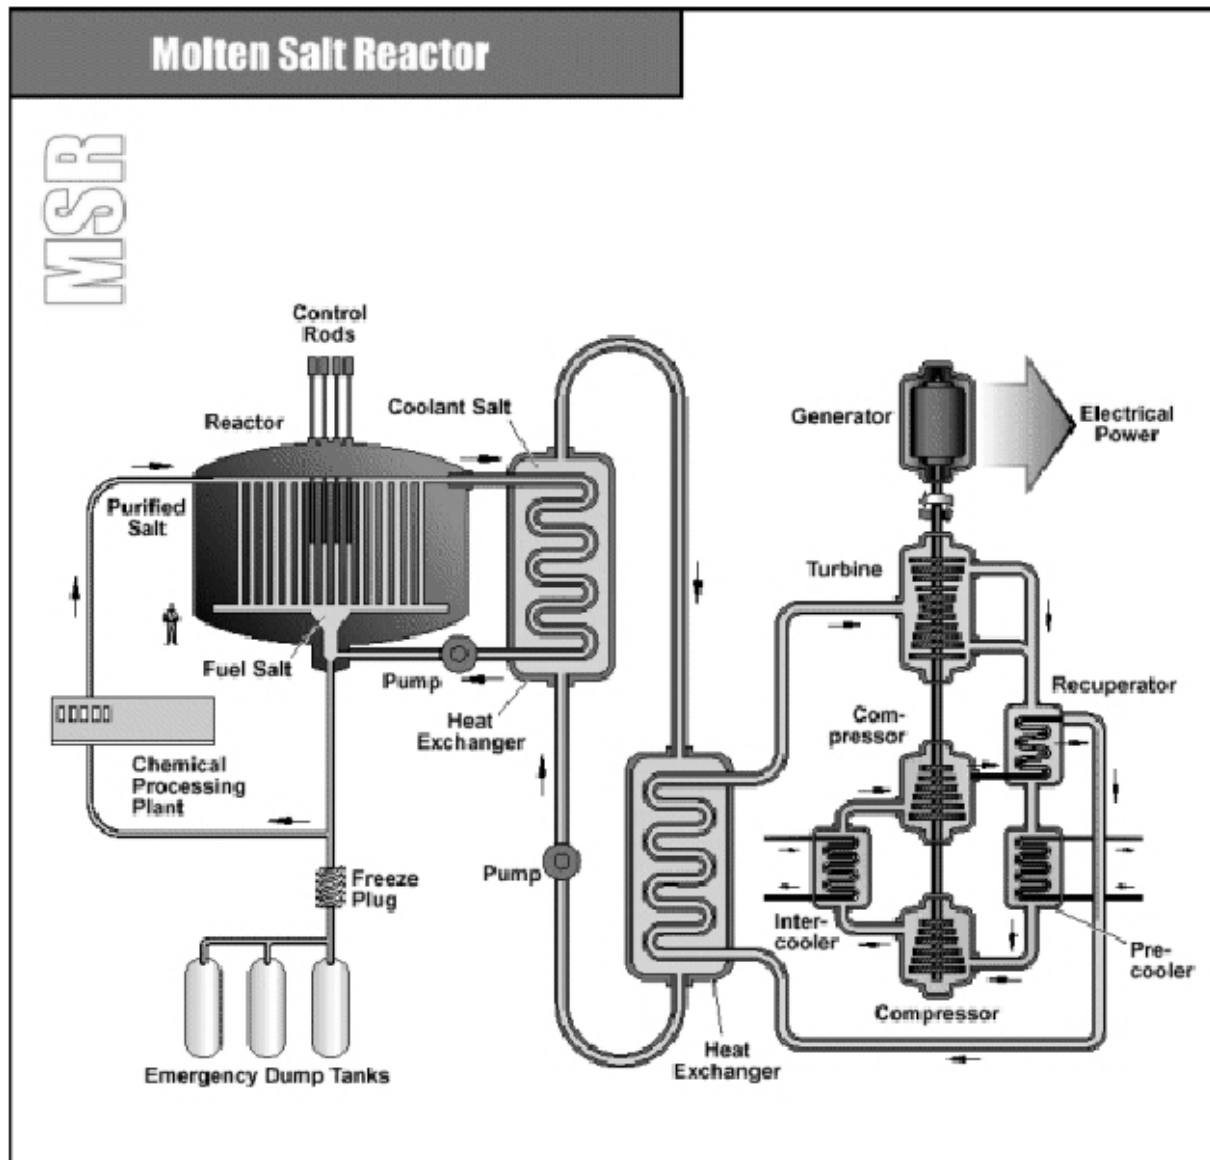 Molten Salt Reactor
MSR
Control
Rods
Reactor
Coolant Salt
Generator
Electrical
Power
Purified
Salt
Turbine
Fuel Salt
Pump
Heat
Exchanger
Recuperator
Com-
pressor
Chemical
Processing
Plant
Freeze
Plug
Pump
Inter-
cooler
Pre-
cooler
Compressor
Heat
Exchanger
Emergency Dump Tanks